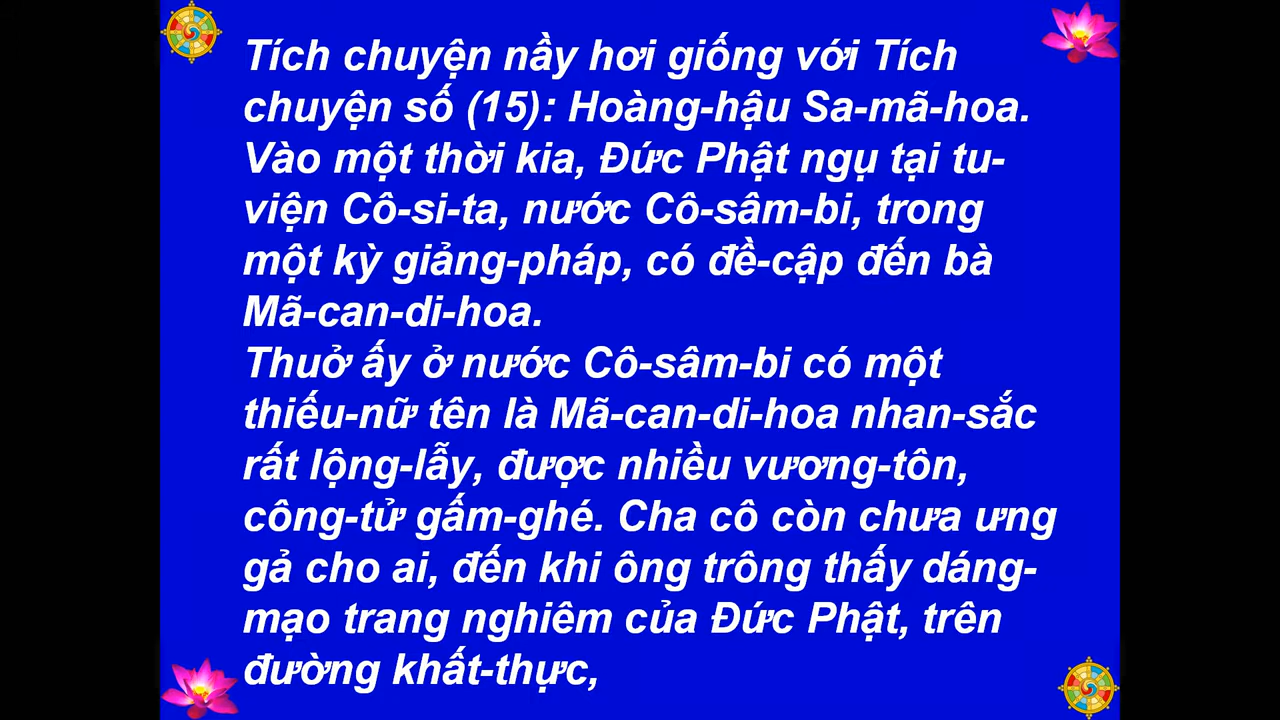 Tích chuyện nầy hơi giống với Tích
chuyện số (15): Hoàng-hậu Sa-mã-hoa.
Vào một thời kia, Đức Phật ngụ tại tu-
viện Cô-si-ta, nước Cô-sâm-bi, trong
một kỳ giảng-pháp, có đề-cập đến bà
Mã-can-di-hoa.
Thuở ấy ở nước Cô-sâm-bi có một
thiếu-nữ tên là Mã-can-di-hoa nhan-sắc
rất lộng-lẫy, được nhiều vương-tôn,
công-tử gấm-ghé. Cha cô còn chưa ưng
gả cho ai, đến khi ông trông thấy dáng-
mạo trang nghiêm của Đức Phật, trên
đường khất-thực,